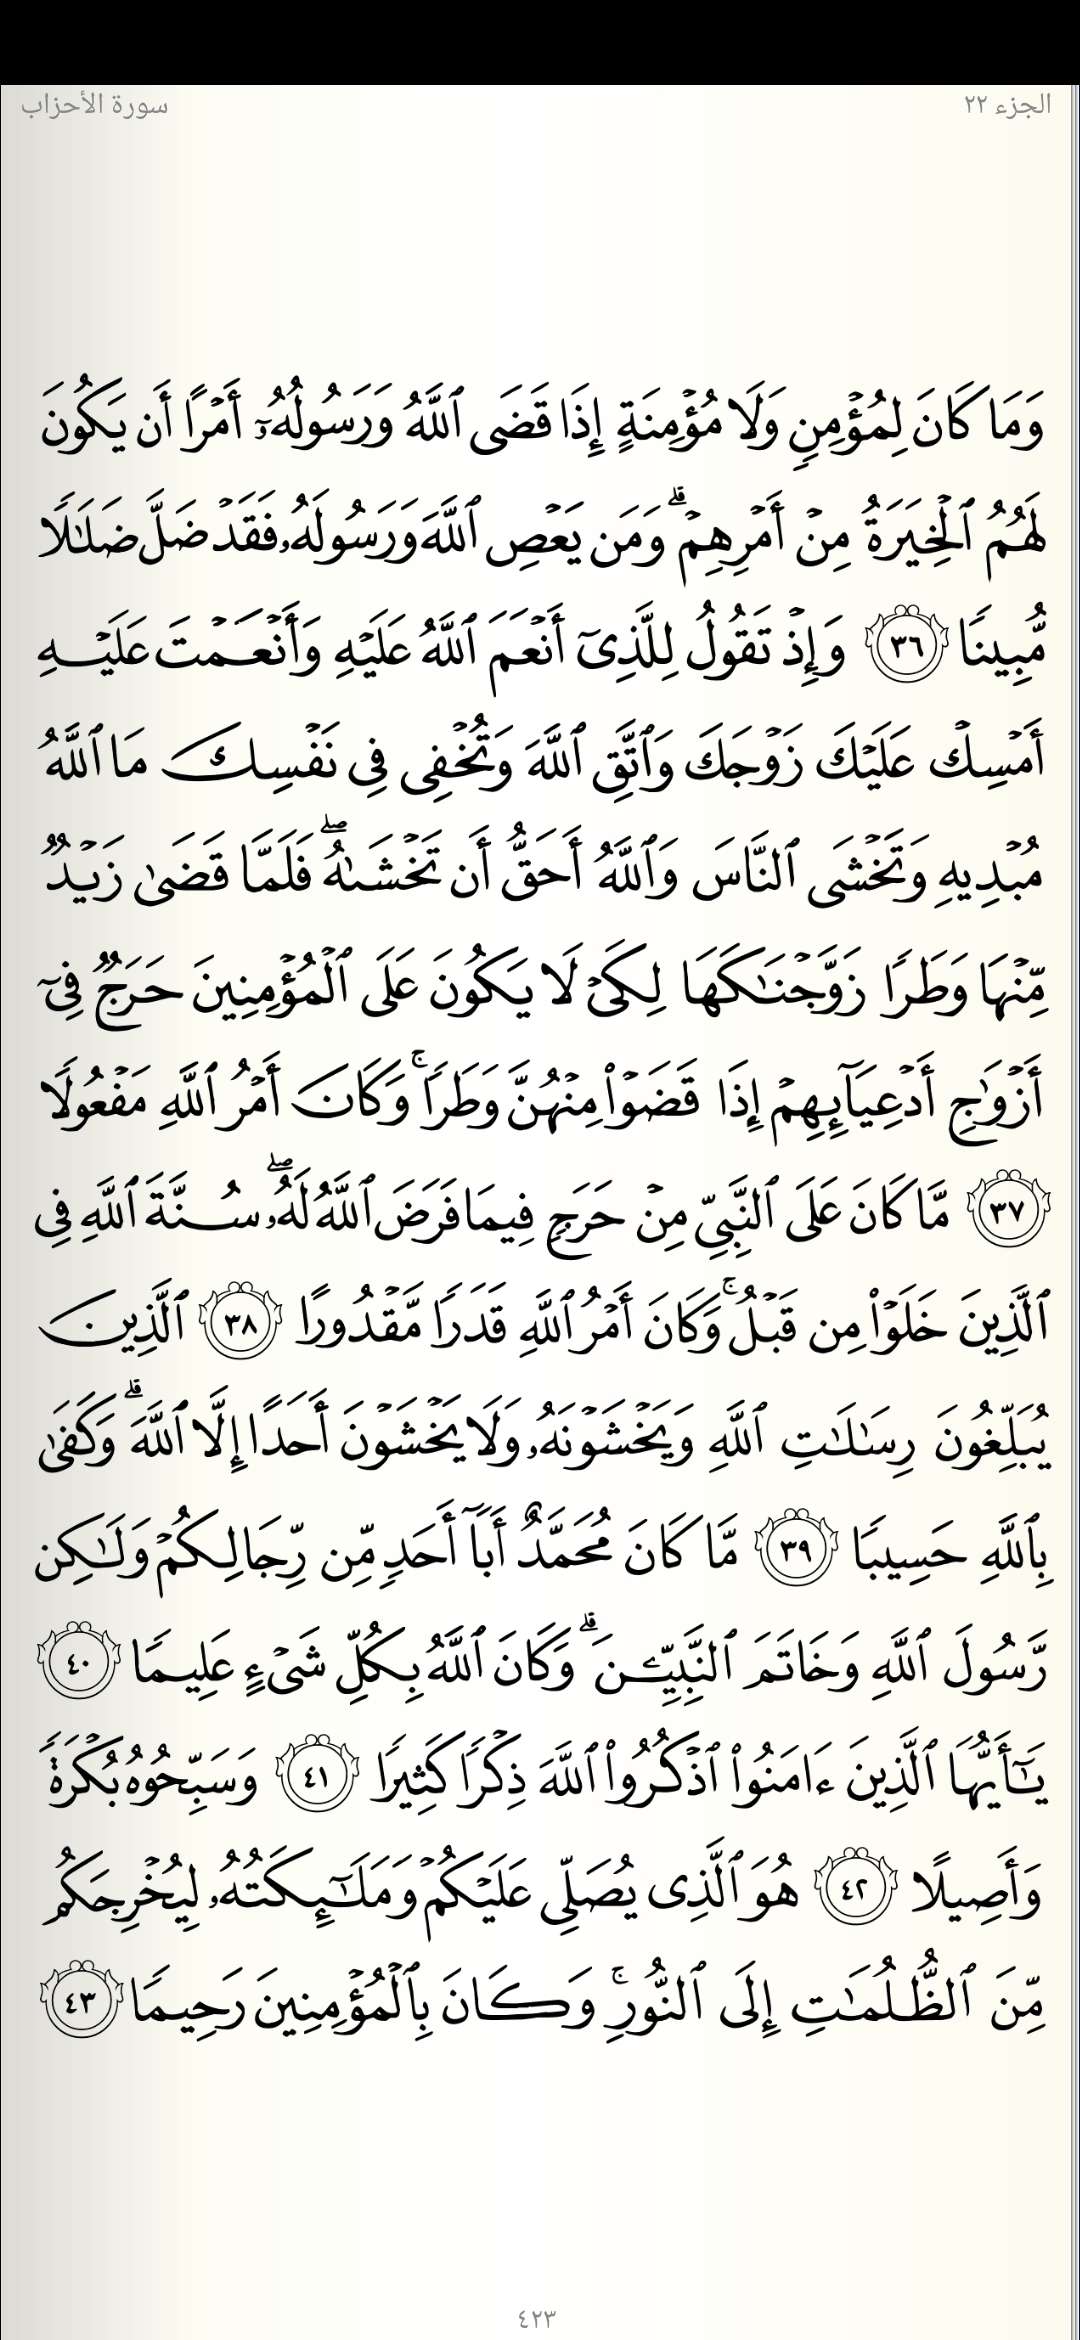 الجزء ٢٢
سورة الأحزاب
وَمَا كَانَ لِمُؤْمِنٍ وَلَا مُؤْمِنَةٍ إِذَا قَضَى ٱللَّهُ وَرَسُولُهُۥٓ أَمْرًا أَن يَكُونَ
لَهُمُ ٱلْخِيَرَةُ مِنْ أَمْرِهِمْ ۗ وَمَن يَعْصِ ٱللَّهَ وَرَسُولَهُۥ فَقَدْ ضَلَّ ضَلَـٰلًا
مُّبِينًا ٣٦ وَإِذْ تَقُولُ لِلَّذِىٓ أَنْعَمَ ٱللَّهُ عَلَيْهِ وَأَنْعَمْتَ عَلَيْهِ
أَمْسِكْ عَلَيْكَ زَوْجَكَ وَٱتَّقِ ٱللَّهَ وَتُخْفِى فِى نَفْسِكَ مَا ٱللَّهُ
مُبْدِيهِ وَتَخْشَى ٱلنَّاسَ وَٱللَّهُ أَحَقُّ أَن تَخْشَىٰهُ ۖ فَلَمَّا قَضَىٰ زَيْدٌ
مِّنْهَا وَطَرًا زَوَّجْنَـٰكَهَا لِكَىْ لَا يَكُونَ عَلَى ٱلْمُؤْمِنِينَ حَرَجٌ فِىٓ
أَزْوَٰجِ أَدْعِيَآئِهِمْ إِذَا قَضَوْا۟ مِنْهُنَّ وَطَرًا ۚ وَكَانَ أَمْرُ ٱللَّهِ مَفْعُولًا
٣٧ مَّا كَانَ عَلَى ٱلنَّبِىِّ مِنْ حَرَجٍ فِيمَا فَرَضَ ٱللَّهُ لَهُۥ ۖ سُنَّةَ ٱللَّهِ فِى
ٱلَّذِينَ خَلَوْا۟ مِن قَبْلُ ۚ وَكَانَ أَمْرُ ٱللَّهِ قَدَرًا مَّقْدُورًا ٣٨ ٱلَّذِينَ
يُبَلِّغُونَ رِسَـٰلَـٰتِ ٱللَّهِ وَيَخْشَوْنَهُۥ وَلَا يَخْشَوْنَ أَحَدًا إِلَّا ٱللَّهَ ۗ وَكَفَىٰ
بِٱللَّهِ حَسِيبًا ٣٩ مَّا كَانَ مُحَمَّدٌ أَبَآ أَحَدٍ مِّن رِّجَالِكُمْ وَلَـٰكِن
رَّسُولَ ٱللَّهِ وَخَاتَمَ ٱلنَّبِيِّـۧنَ ۗ وَكَانَ ٱللَّهُ بِكُلِّ شَىْءٍ عَلِيمًا ٤٠
يَـٰٓأَيُّهَا ٱلَّذِينَ ءَامَنُوا۟ ٱذْكُرُوا۟ ٱللَّهَ ذِكْرًا كَثِيرًا ٤١ وَسَبِّحُوهُ بُكْرَةً
وَأَصِيلًا ٤٢ هُوَ ٱلَّذِى يُصَلِّى عَلَيْكُمْ وَمَلَـٰٓئِكَتُهُۥ لِيُخْرِجَكُم
مِّنَ ٱلظُّلُمَـٰتِ إِلَى ٱلنُّورِ ۚ وَكَانَ بِٱلْمُؤْمِنِينَ رَحِيمًا ٤٣
٤٢٣